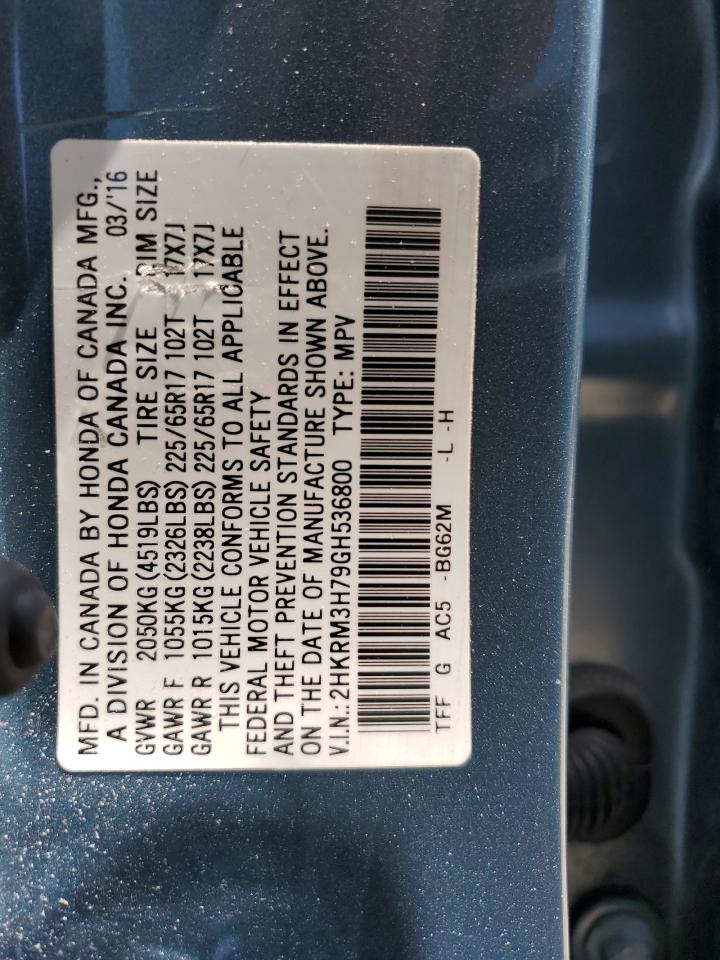 MFD. IN CANADA BY HONDA OF CANADA MFG.,
A DIVISION OF HONDA CANADA INC. 03/'16
GVWR 2050KG(4519LBS) TIRE SIZE RIM SIZE
GAWR F 1055KG(2326LBS) 225/65R17 102T 17X7J
GAWR R 1015KG(2238LBS) 225/65R17 102T 17X7J
THIS VEHICLE CONFORMS TO ALL APPLICABLE
FEDERAL MOTOR VEHICLE SAFETY
AND THEFT PREVENTION STANDARDS IN EFFECT
ON THE DATE OF MANUFACTURE SHOWN ABOVE.
V.I.N.: 2HKRM3H79GH536800 TYPE: MPV
TFF G AC5 -BG62M -L -H